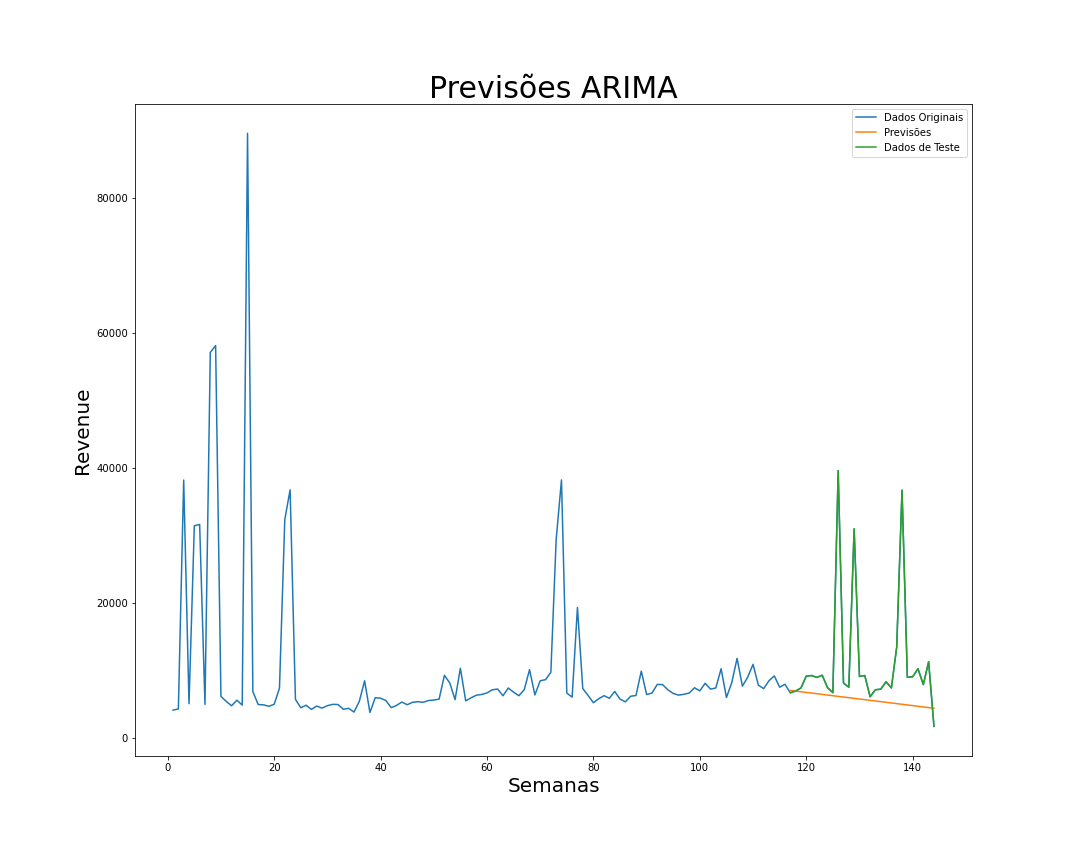 Previsões ARIMA
Dados Originais
Previsões
Dados de Teste
Revenue
80000
60000
40000
20000
0
0 20 40 60 80 100 120 140
Semanas